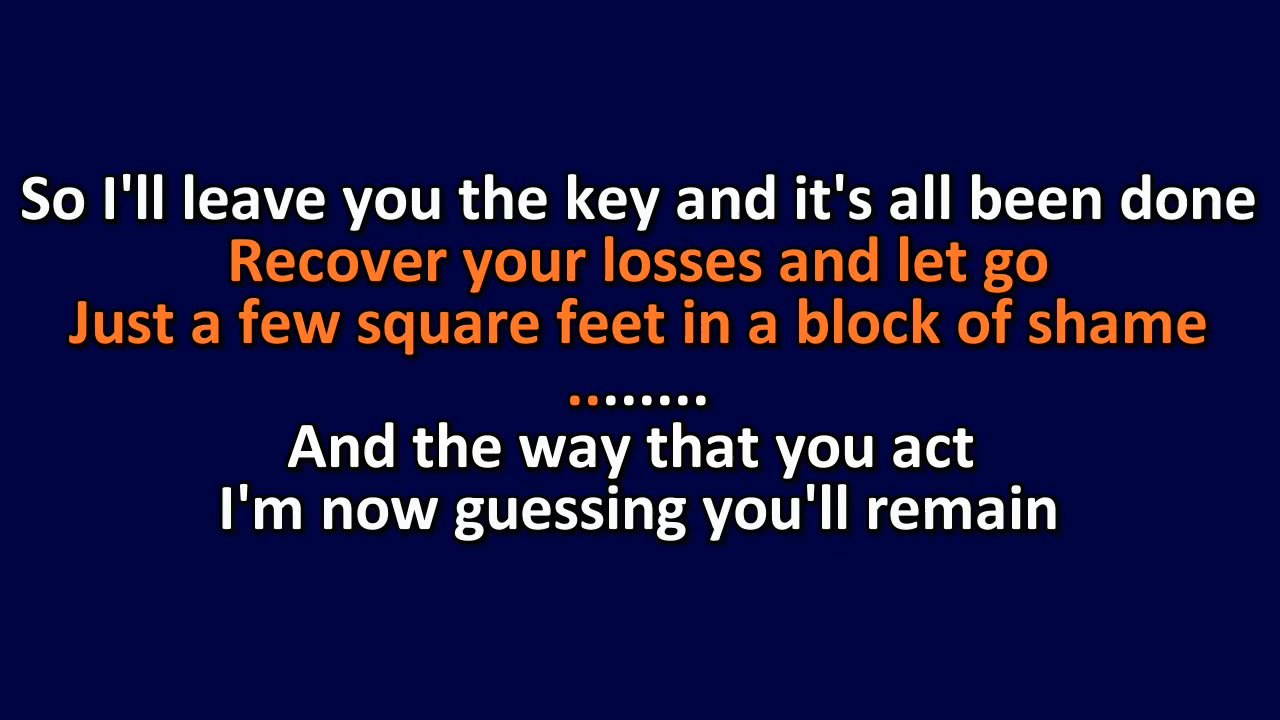 So I'll leave you the key and it's all been done
Recover your losses and let go
Just a few square feet in a block of shame
........
And the way that you act
I'm now guessing you'll remain